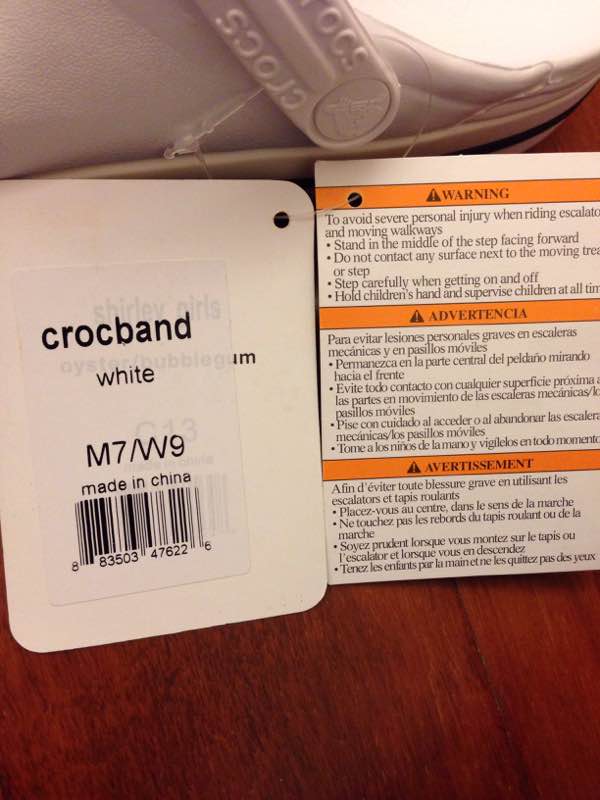 crocs
crocs
shirley girls
crocband
oyster/bubblegum
white
C13
M7/W9
made in china
8 83503 47622 6
WARNING
To avoid severe personal injury when riding escalato
and moving walkways
• Stand in the middle of the step facing forward
• Do not contact any surface next to the moving trea
or step
• Step carefully when getting on and off
• Hold children's hand and supervise children at all tim
ADVERTENCIA
Para evitar lesiones personales graves en escaleras
mecánicas y en pasillos móviles
• Permanezca en la parte central del peldaño mirando
hacia el frente
• Evite todo contacto con cualquier superficie próxima a
las partes en movimiento de las escaleras mecánicas/lo
pasillos móviles
• Pise con cuidado al acceder o al abandonar las escalera
mecánicas/los pasillos móviles
• Tome a los niños de la mano y vigílelos en todo momento
AVERTISSEMENT
Afin d'éviter toute blessure grave en utilisant les
escalators et tapis roulants
• Placez-vous au centre, dans le sens de la marche
• Ne touchez pas les rebords du tapis roulant ou de la
marche
• Soyez prudent lorsque vous montez sur le tapis ou
l'escalator et lorsque vous en descendez
• Tenez les enfants par la main et ne les quittez pas des yeux